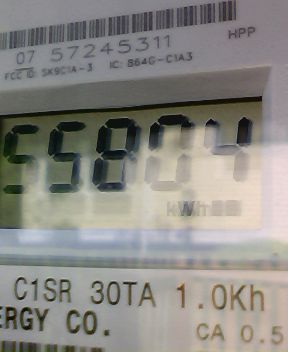 07 57245311
HPP
FCC ID: SK9C1A-3 IC: 864G-C1A3
55804
kWh
C1SR 30TA 1.0Kh
ERGY CO.
CA 0.5